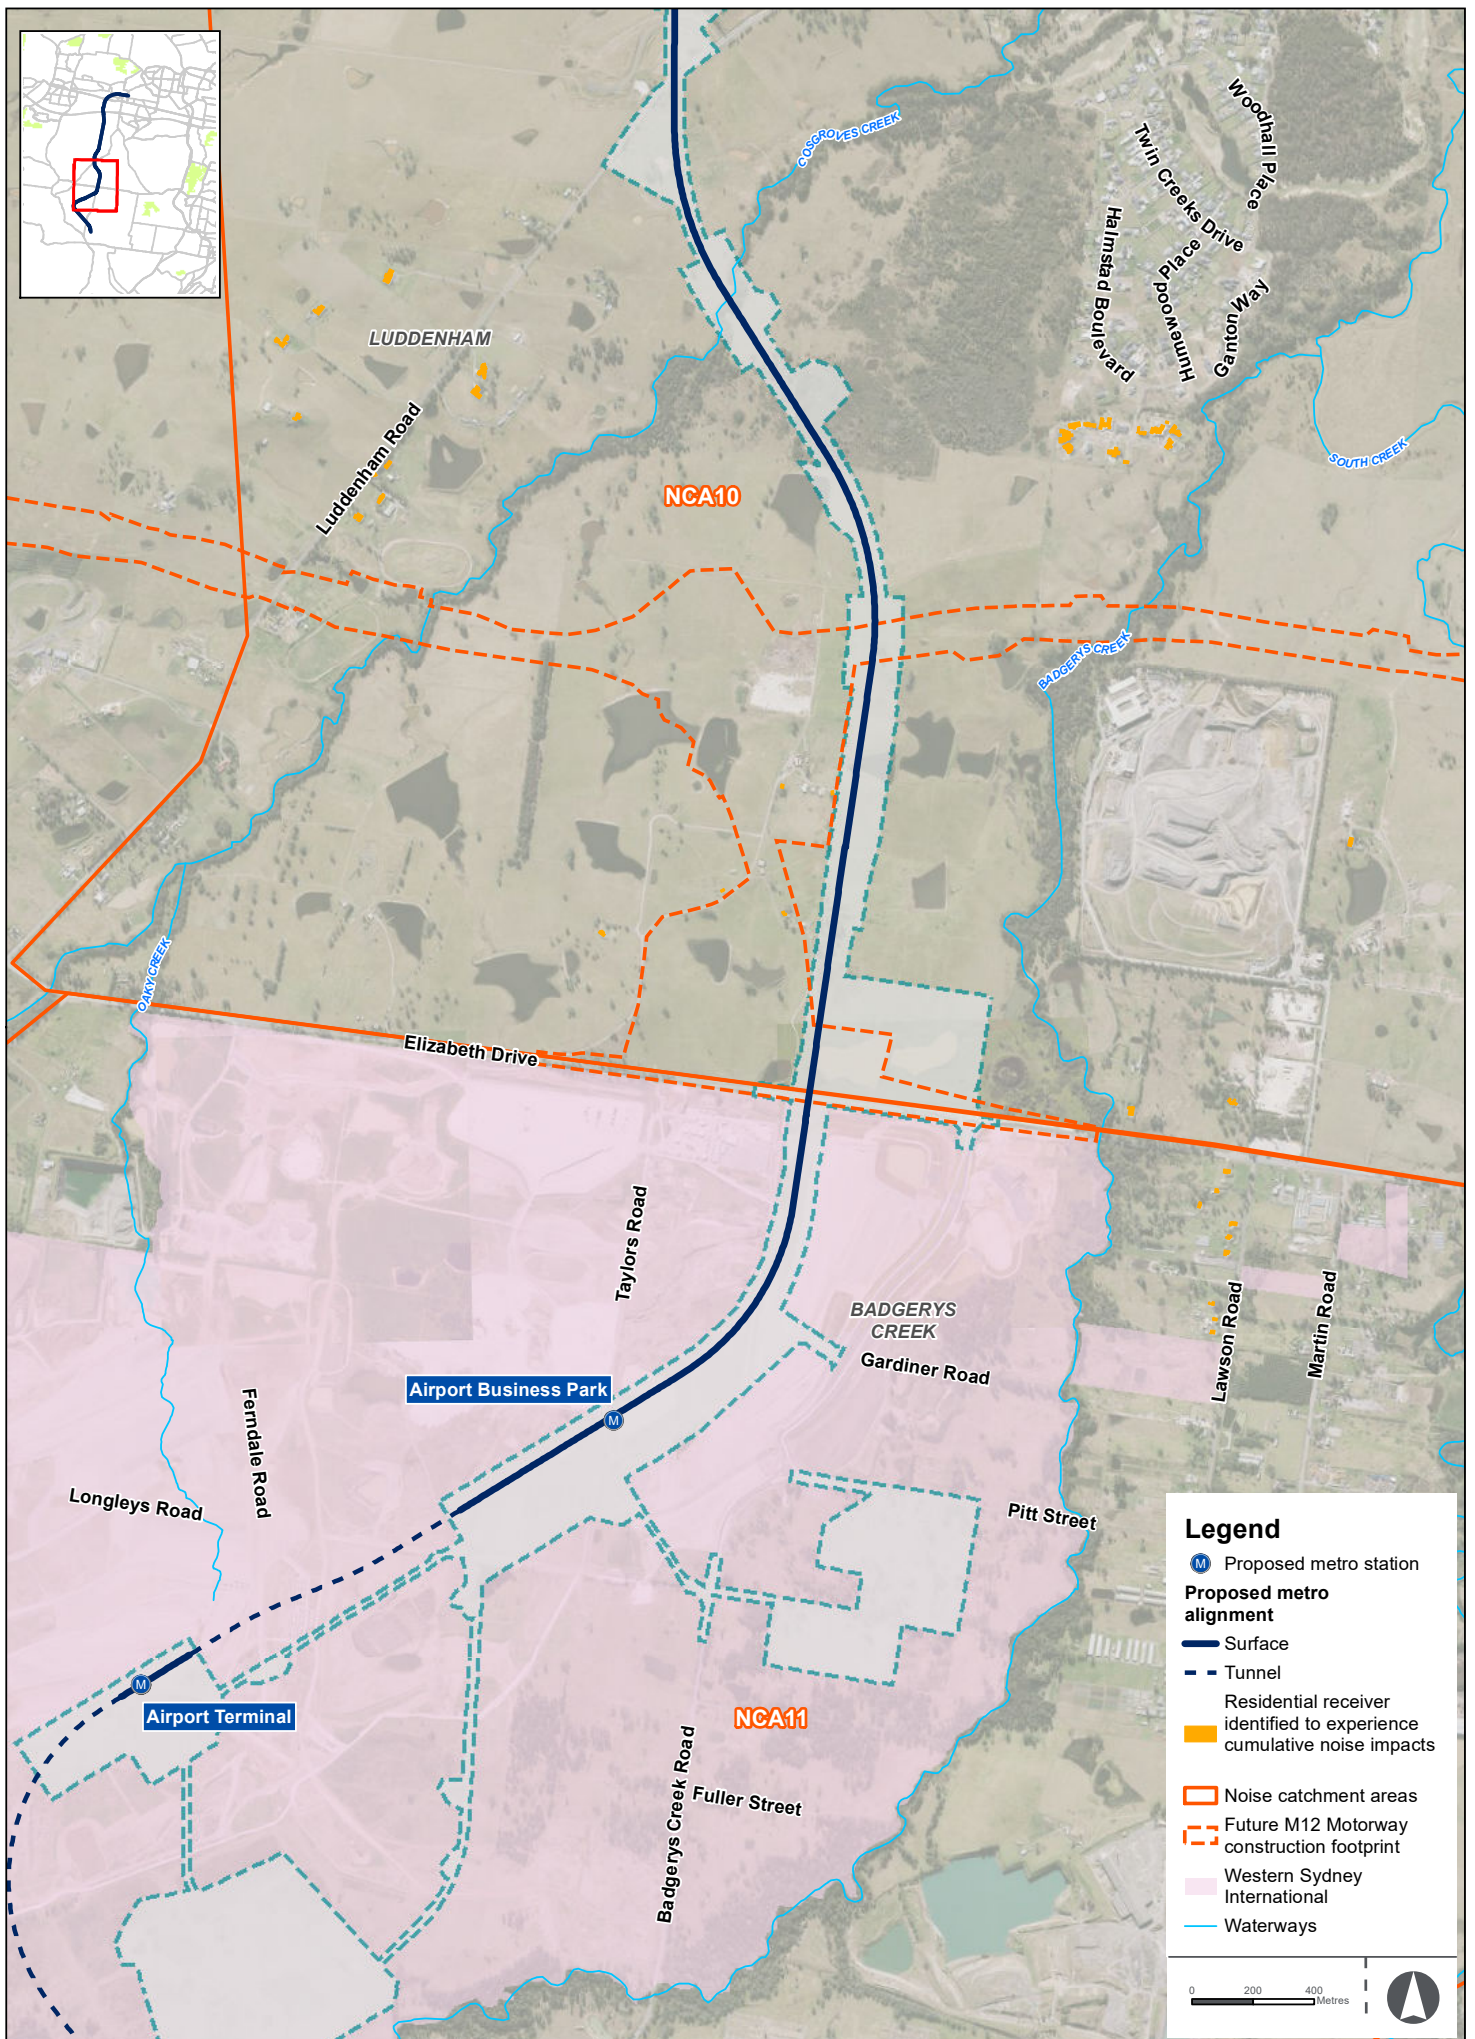 COSGROVES CREEK
Woodhall Place
Twin Creeks Drive
Halmstad Boulevard
Humewood Place
Ganton Way
LUDDENHAM
Luddenham Road
SOUTH CREEK
NCA10
BADGERYS CREEK
OAKY CREEK
Elizabeth Drive
Taylors Road
BADGERYS
CREEK
Gardiner Road
Lawson Road
Martin Road
Airport Business Park
M
Ferndale Road
Longleys Road
Pitt Street
M
Airport Terminal
NCA11
Badgerys Creek Road
Fuller Street
Legend
M Proposed metro station
Proposed metro
alignment
Surface
Tunnel
Residential receiver
identified to experience
cumulative noise impacts
Noise catchment areas
Future M12 Motorway
construction footprint
Western Sydney
International
Waterways
0 200 400
Metres